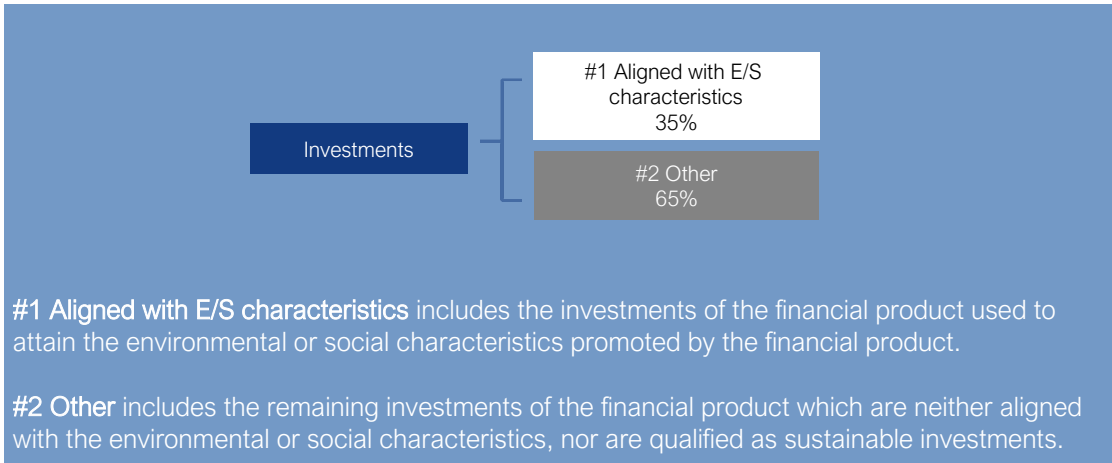 Investments
#1 Aligned with E/S
characteristics
35%
#2 Other
65%
#1 Aligned with E/S characteristics includes the investments of the financial product used to
attain the environmental or social characteristics promoted by the financial product.
#2 Other includes the remaining investments of the financial product which are neither aligned
with the environmental or social characteristics, nor are qualified as sustainable investments.